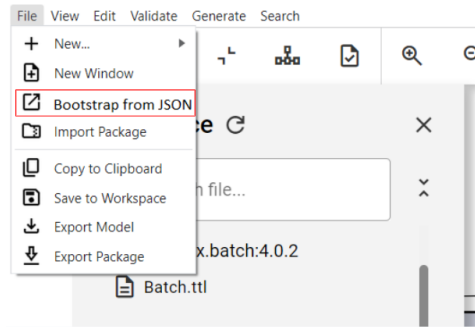 File View Edit Validate Generate Search
New...
New Window
Bootstrap from JSON
Import Package
Copy to Clipboard
Save to Workspace
Export Model
Export Package
ce
file...
x.batch:4.0.2
Batch.ttl